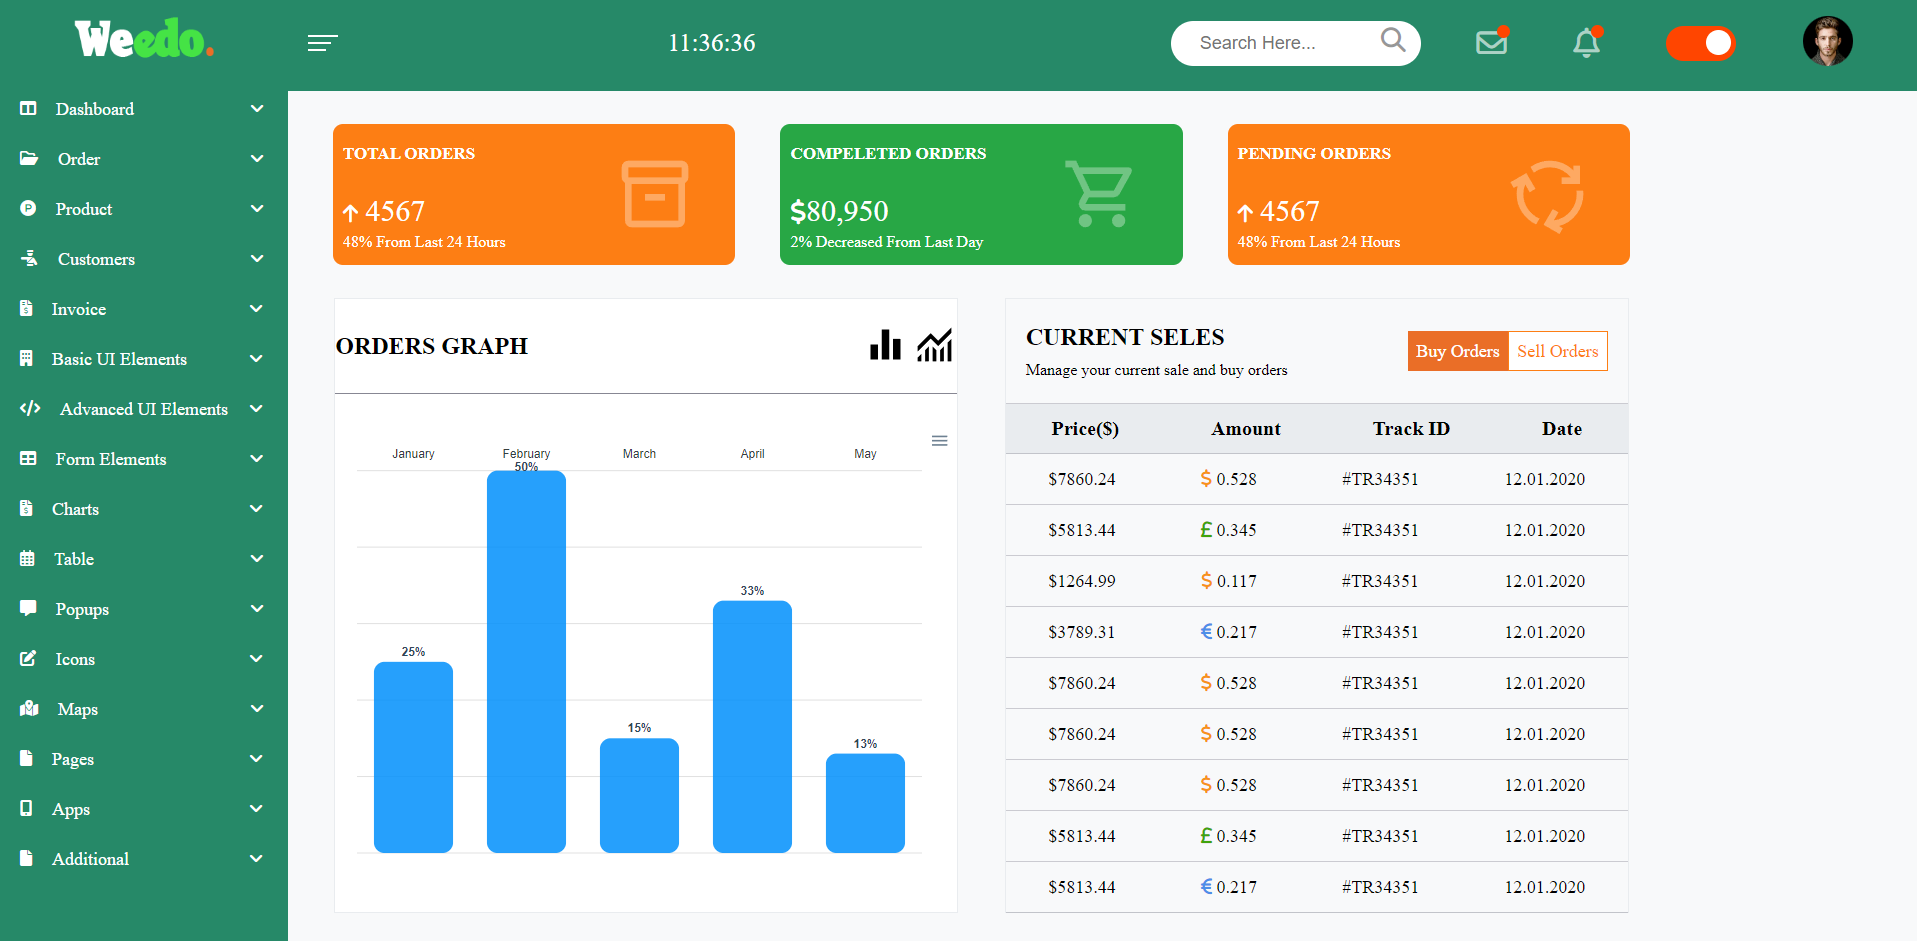 Weedo.
11:36:36
Search Here...
Dashboard
Order
Product
Customers
Invoice
Basic UI Elements
Advanced UI Elements
Form Elements
Charts
Table
Popups
Icons
Maps
Pages
Apps
Additional
TOTAL ORDERS
4567
48% From Last 24 Hours
COMPELETED ORDERS
$80,950
2% Decreased From Last Day
PENDING ORDERS
4567
48% From Last 24 Hours
ORDERS GRAPH
January February March April May
50%
33%
25%
15%
13%
CURRENT SELES
Manage your current sale and buy orders
Buy Orders Sell Orders
Price($) Amount Track ID Date
$7860.24 $ 0.528 #TR34351 12.01.2020
$5813.44 £ 0.345 #TR34351 12.01.2020
$1264.99 $ 0.117 #TR34351 12.01.2020
$3789.31 € 0.217 #TR34351 12.01.2020
$7860.24 $ 0.528 #TR34351 12.01.2020
$7860.24 $ 0.528 #TR34351 12.01.2020
$7860.24 $ 0.528 #TR34351 12.01.2020
$5813.44 £ 0.345 #TR34351 12.01.2020
$5813.44 € 0.217 #TR34351 12.01.2020